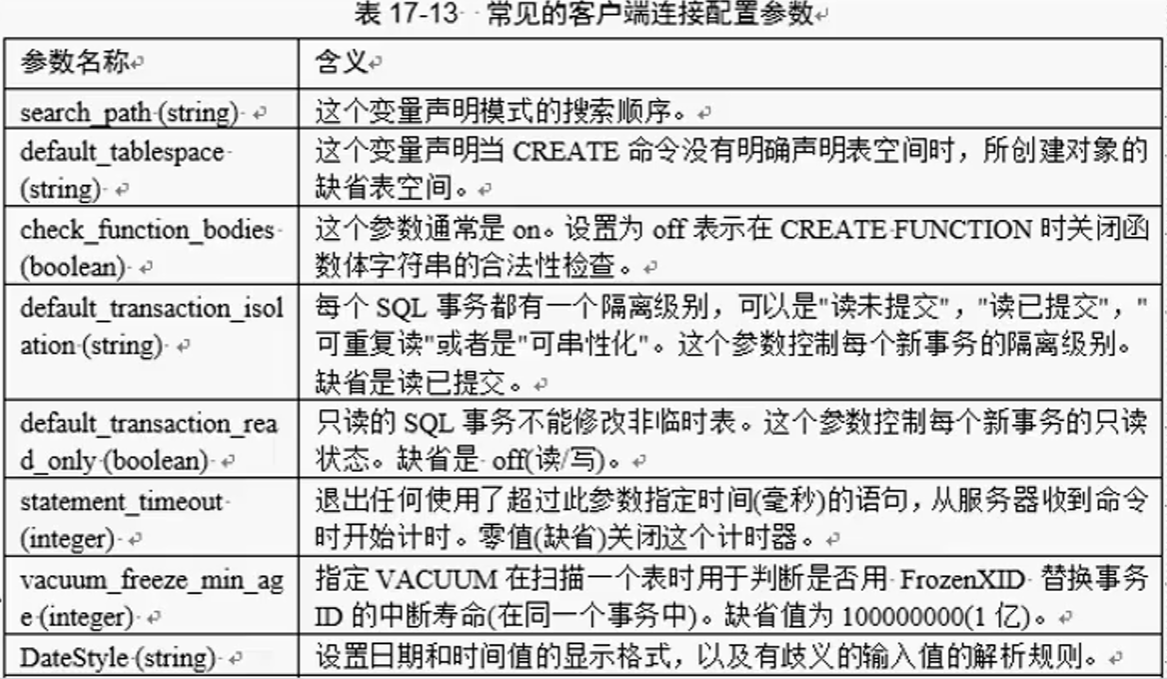 表 17-13 常见的客户端连接配置参数
参数名称 含义
search_path (string) 这个变量声明模式的搜索顺序。
default_tablespace
(string)
这个变量声明当 CREATE 命令没有明确声明表空间时，所创建对象的
缺省表空间。
check_function_bodies
(boolean)
这个参数通常是 on。设置为 off 表示在 CREATE FUNCTION 时关闭函
数体字符串的合法性检查。
default_transaction_isol
ation (string)
每个 SQL 事务都有一个隔离级别，可以是"读未提交"，"读已提交"，"
可重复读"或者是"可串性化"。这个参数控制每个新事务的隔离级别。
缺省是读已提交。
default_transaction_rea
d_only (boolean)
只读的 SQL 事务不能修改非临时表。这个参数控制每个新事务的只读
状态。缺省是 off(读/写)。
statement_timeout
(integer)
退出任何使用了超过此参数指定时间(毫秒)的语句，从服务器收到命令
时开始计时。零值(缺省)关闭这个计时器。
vacuum_freeze_min_ag
e (integer)
指定 VACUUM 在扫描一个表时用于判断是否用 FrozenXID 替换事务
ID 的中断寿命(在同一个事务中)。缺省值为 100000000(1 亿)。
DateStyle (string) 设置日期和时间值的显示格式，以及有歧义的输入值的解析规则。